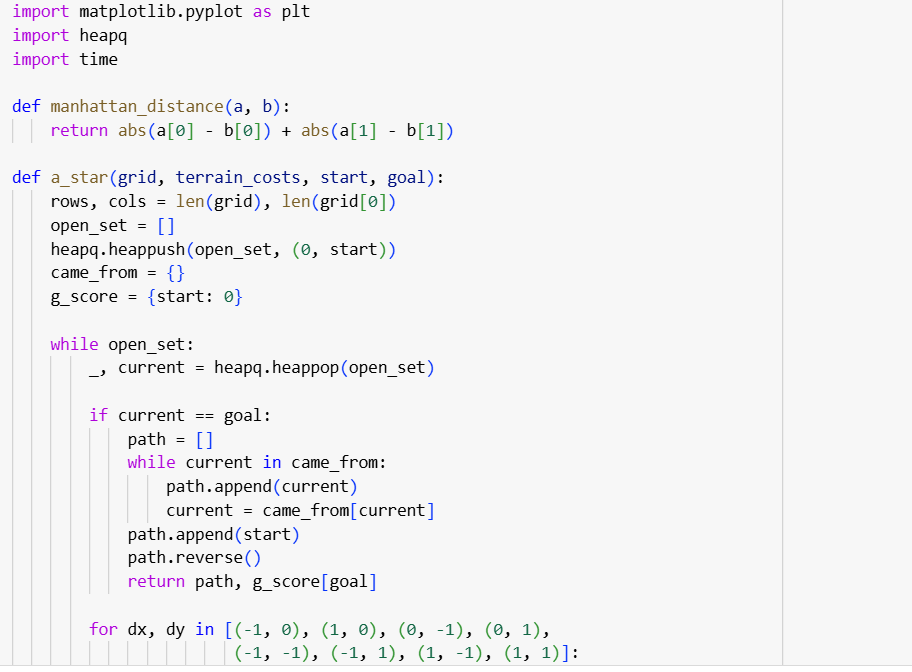 import matplotlib.pyplot as plt
import heapq
import time

def manhattan_distance(a, b):
    return abs(a[0] - b[0]) + abs(a[1] - b[1])

def a_star(grid, terrain_costs, start, goal):
    rows, cols = len(grid), len(grid[0])
    open_set = []
    heapq.heappush(open_set, (0, start))
    came_from = {}
    g_score = {start: 0}

    while open_set:
        _, current = heapq.heappop(open_set)

        if current == goal:
            path = []
            while current in came_from:
                path.append(current)
                current = came_from[current]
            path.append(start)
            path.reverse()
            return path, g_score[goal]

        for dx, dy in [(-1, 0), (1, 0), (0, -1), (0, 1),
                       (-1, -1), (-1, 1), (1, -1), (1, 1)]: